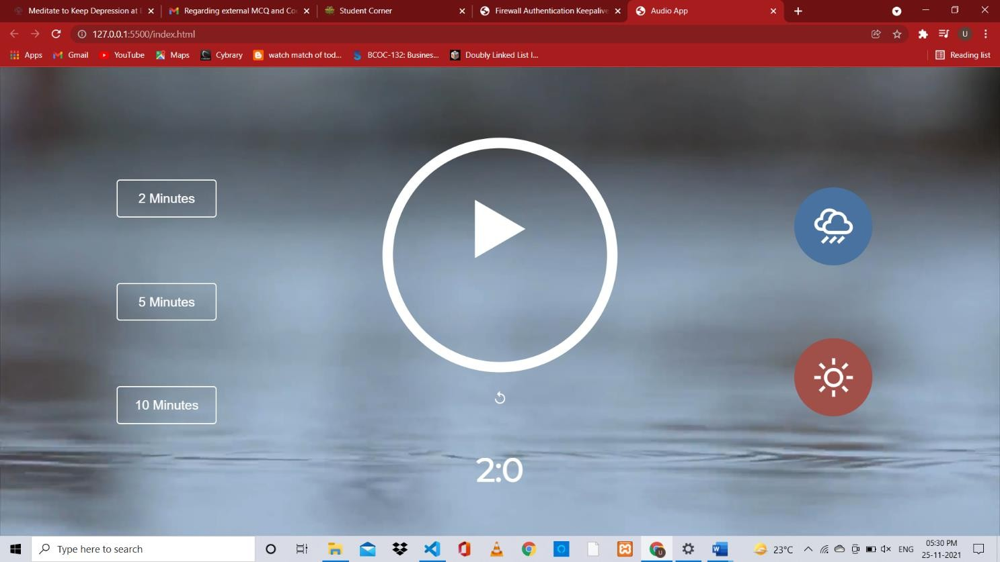 Meditate to Keep Depression at
Regarding external MCQ and Co
Student Corner
Firewall Authentication Keepalive
Audio App
127.0.0.1:5500/index.html
U
Apps
Gmail
YouTube
Maps
Cybrary
watch match of tod...
BCOC-132: Busines...
Doubly Linked List I...
Reading list
2 Minutes
5 Minutes
10 Minutes
2:0
Type here to search
23°C
ENG
05:30 PM
25-11-2021